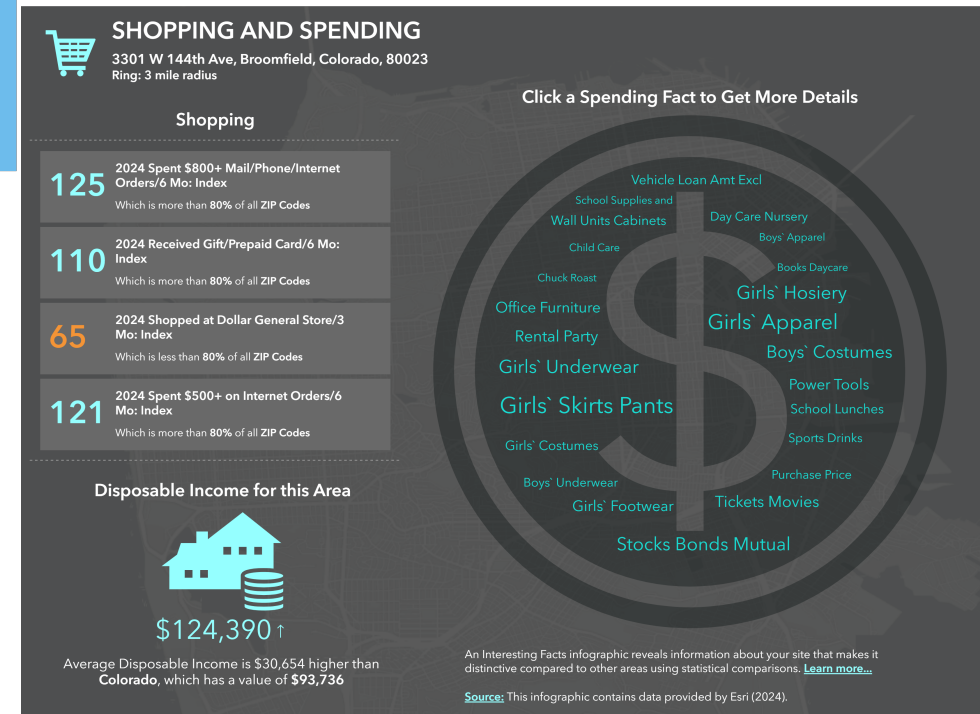 SHOPPING AND SPENDING
3301 W 144th Ave, Broomfield, Colorado, 80023
Ring: 3 mile radius
Shopping
125
2024 Spent $800+ Mail/Phone/Internet
Orders/6 Mo: Index
Which is more than 80% of all ZIP Codes
110
2024 Received Gift/Prepaid Card/6 Mo:
Index
Which is more than 80% of all ZIP Codes
65
2024 Shopped at Dollar General Store/3
Mo: Index
Which is less than 80% of all ZIP Codes
121
2024 Spent $500+ on Internet Orders/6
Mo: Index
Which is more than 80% of all ZIP Codes
Disposable Income for this Area
$124,390↑
Average Disposable Income is $30,654 higher than
Colorado, which has a value of $93,736
Click a Spending Fact to Get More Details
Vehicle Loan Amt Excl
School Supplies and
Wall Units Cabinets
Day Care Nursery
Boys` Apparel
Child Care
Books Daycare
Chuck Roast
Girls` Hosiery
Office Furniture
Girls` Apparel
Rental Party
Boys` Costumes
Girls` Underwear
Power Tools
Girls` Skirts Pants
School Lunches
Sports Drinks
Girls` Costumes
Purchase Price
Boys` Underwear
Tickets Movies
Girls` Footwear
Stocks Bonds Mutual
An Interesting Facts infographic reveals information about your site that makes it
distinctive compared to other areas using statistical comparisons. Learn more...
Source: This infographic contains data provided by Esri (2024).